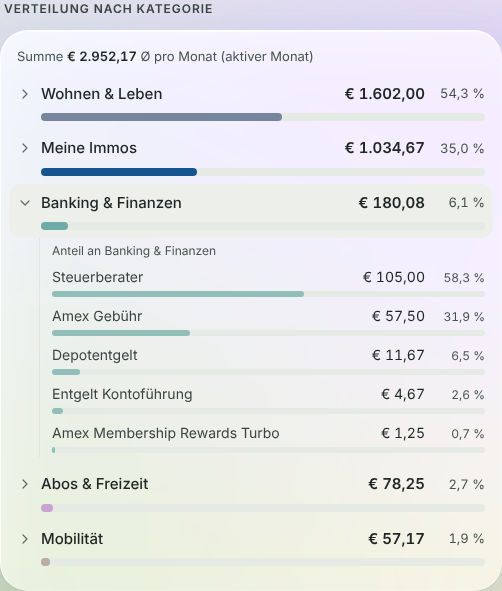 VERTEILUNG NACH KATEGORIE
Summe € 2.952,17 Ø pro Monat (aktiver Monat)
Wohnen & Leben € 1.602,00 54,3 %
Meine Immos € 1.034,67 35,0 %
Banking & Finanzen € 180,08 6,1 %
Anteil an Banking & Finanzen
Steuerberater € 105,00 58,3 %
Amex Gebühr € 57,50 31,9 %
Depotentgelt € 11,67 6,5 %
Entgelt Kontoführung € 4,67 2,6 %
Amex Membership Rewards Turbo € 1,25 0,7 %
Abos & Freizeit € 78,25 2,7 %
Mobilität € 57,17 1,9 %